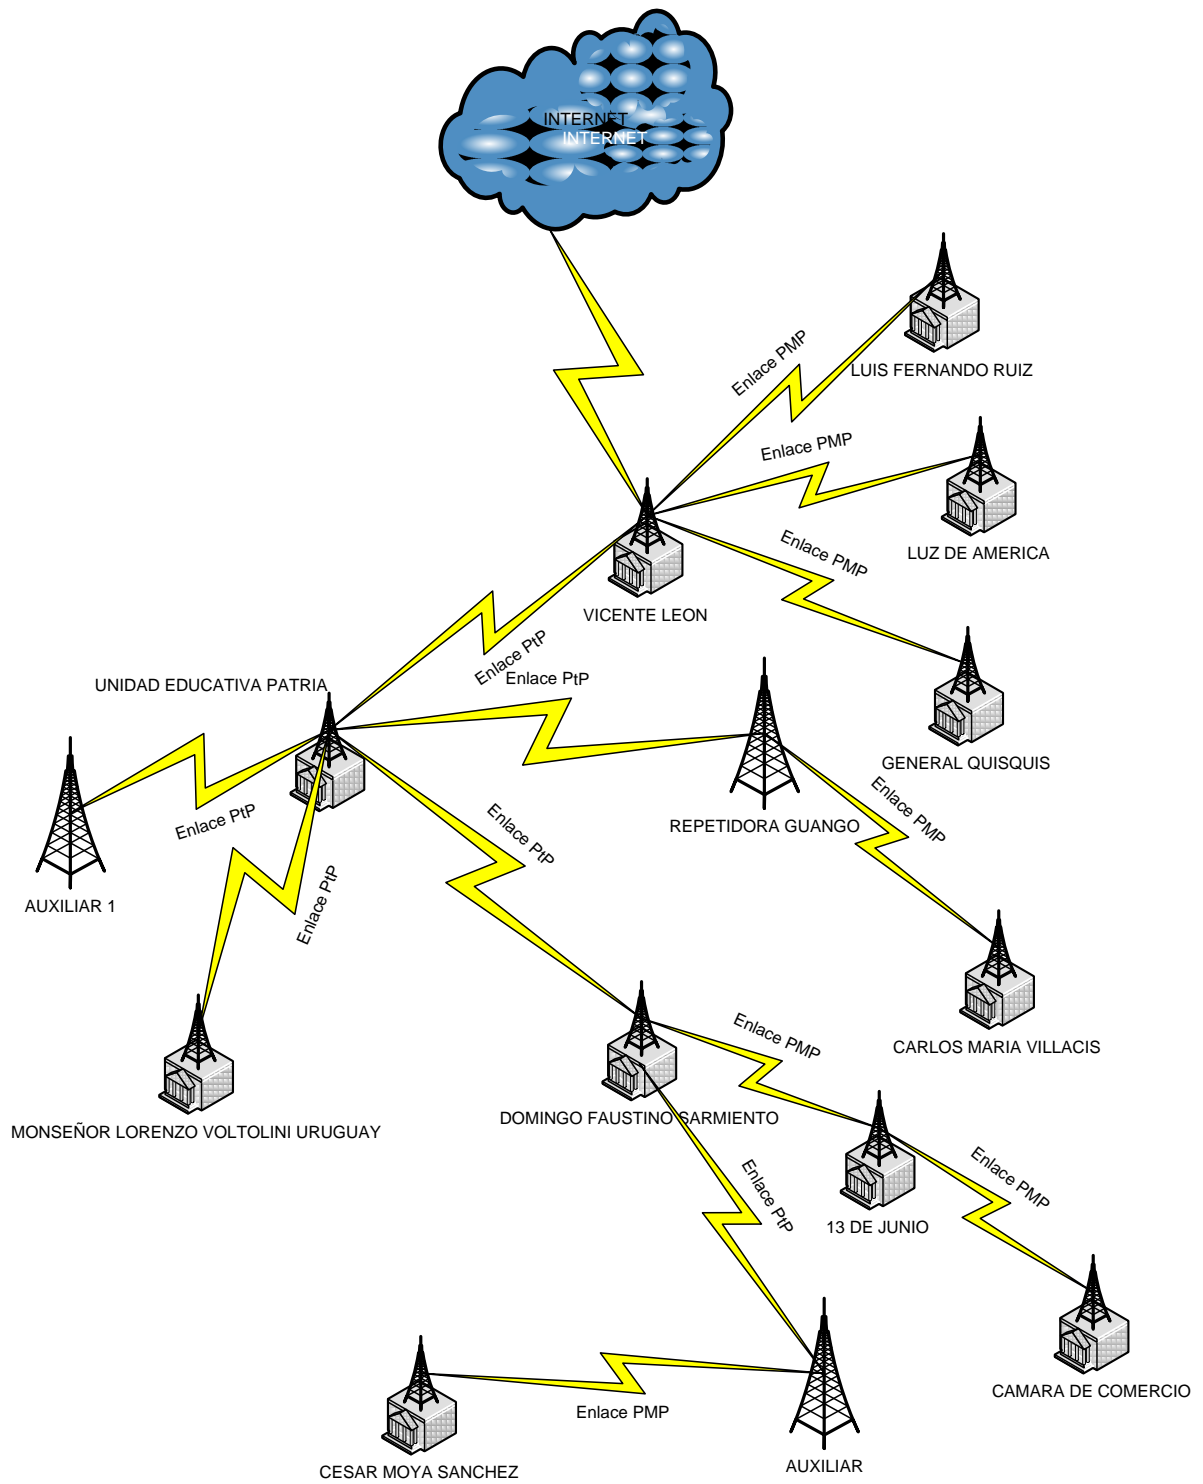 INTERNET
INTERNET
Enlace PMP
LUIS FERNANDO RUIZ
Enlace PMP
LUZ DE AMERICA
Enlace PMP
VICENTE LEON
Enlace PtP
Enlace PtP
UNIDAD EDUCATIVA PATRIA
GENERAL QUISQUIS
Enlace PMP
REPETIDORA GUANGO
Enlace PtP
Enlace PtP
AUXILIAR 1
Enlace PtP
Enlace PMP
CARLOS MARIA VILLACIS
DOMINGO FAUSTINO SARMIENTO
MONSEÑOR LORENZO VOLTOLINI URUGUAY
Enlace PtP
Enlace PMP
13 DE JUNIO
CAMARA DE COMERCIO
Enlace PMP
AUXILIAR
CESAR MOYA SANCHEZ